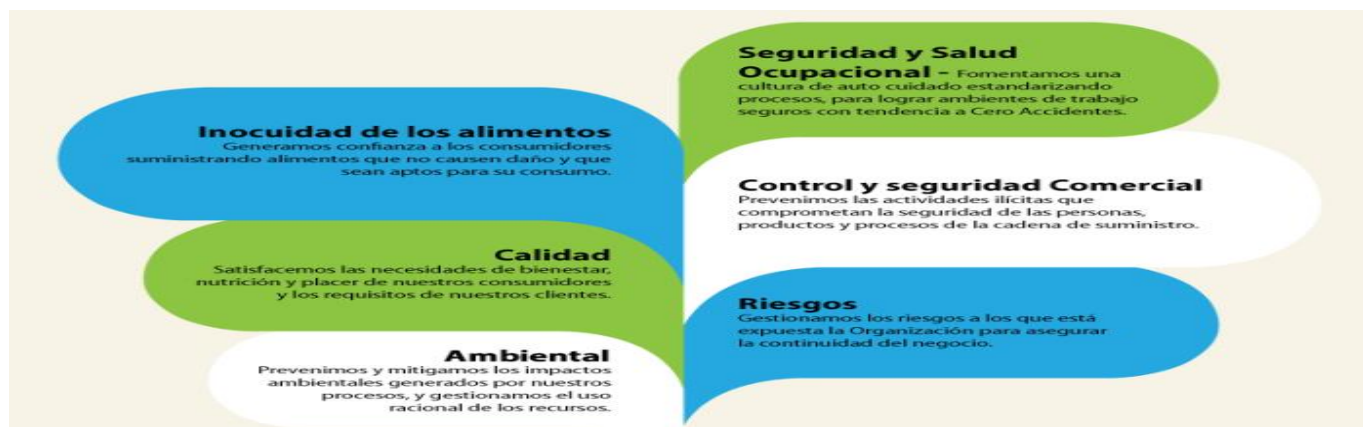 Inocuidad de los alimentos
Generamos confianza a los consumidores
suministrando alimentos que no causen daño y que
sean aptos para su consumo.
Calidad
Satisfacemos las necesidades de bienestar,
nutrición y placer de nuestros consumidores
y los requisitos de nuestros clientes.
Ambiental
Prevenimos y mitigamos los impactos
ambientales generados por nuestros
procesos, y gestionamos el uso
racional de los recursos.
Seguridad y Salud
Ocupacional – Fomentamos una
cultura de auto cuidado estandarizando
procesos, para lograr ambientes de trabajo
seguros con tendencia a Cero Accidentes.
Control y seguridad Comercial
Prevenimos las actividades ilícitas que
comprometan la seguridad de las personas,
productos y procesos de la cadena de suministro.
Riesgos
Gestionamos los riesgos a los que está
expuesta la Organización para asegurar
la continuidad del negocio.